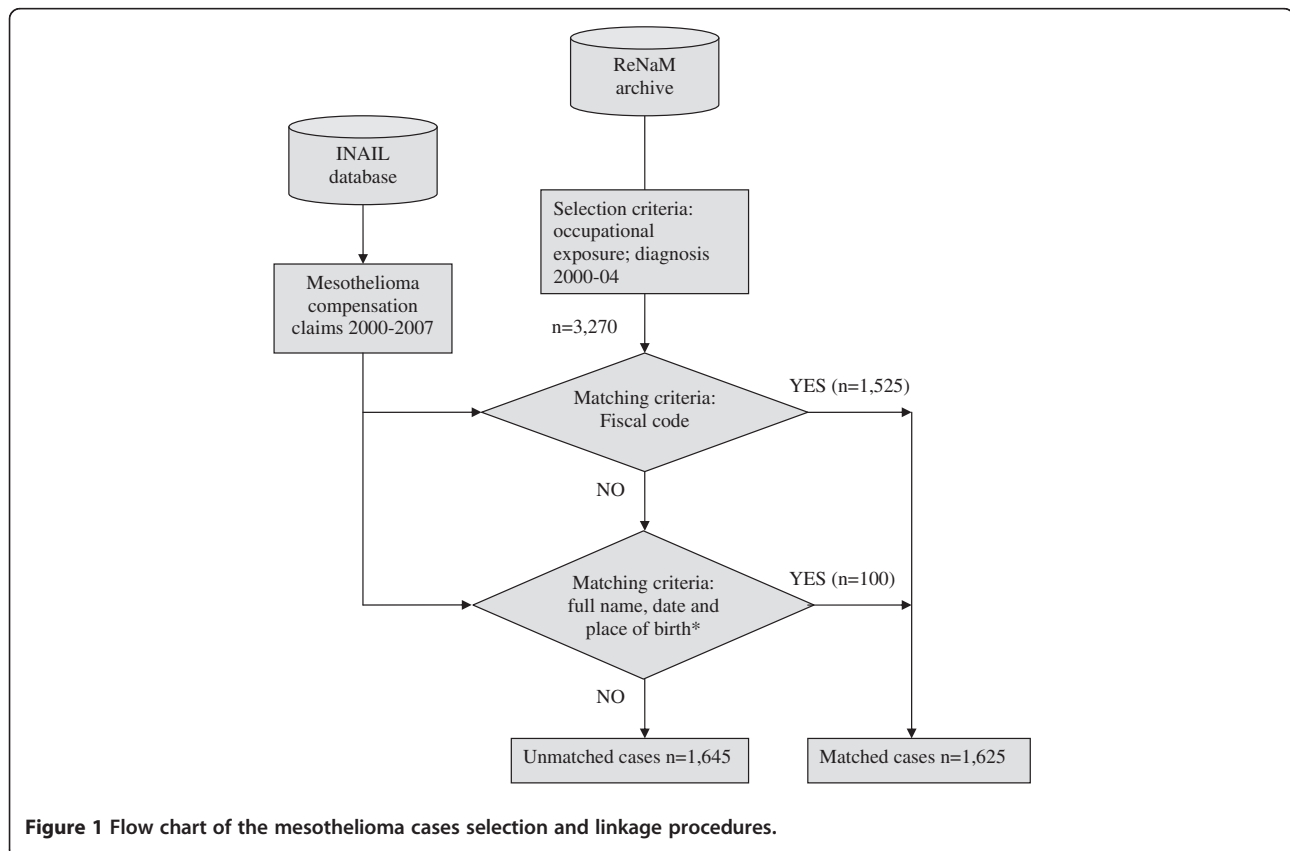 ReNaM
archive
INAIL
database
Selection criteria:
occupational
exposure; diagnosis
2000-04
Mesothelioma
compensation
claims 2000-2007
n=3,270
Matching criteria:
Fiscal code
YES (n=1,525)
NO
Matching criteria:
full name, date and
place of birth*
YES (n=100)
NO
Unmatched cases n=1,645
Matched cases n=1,625
Figure 1 Flow chart of the mesothelioma cases selection and linkage procedures.